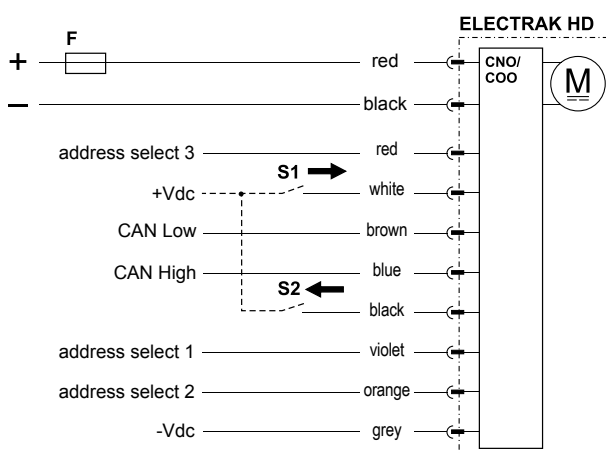 ELECTRAK HD
F
+ red CNO/
COO
M
– black
address select 3 red
S1
+Vdc white
CAN Low brown
CAN High blue
S2
black
address select 1 violet
address select 2 orange
-Vdc grey